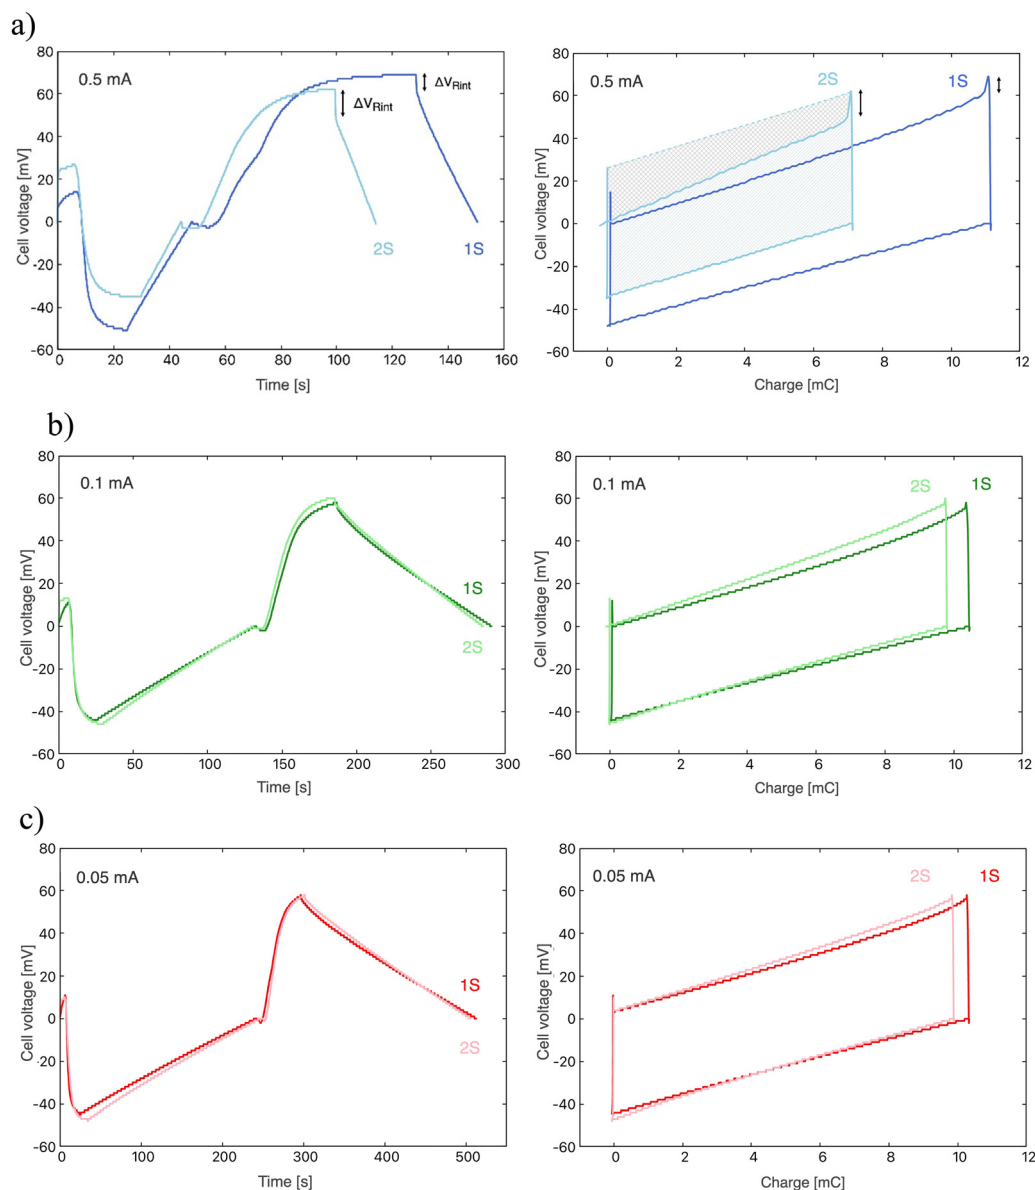 a)
0.5 mA
ΔV_Rint
ΔV_Rint
2S
1S
80
60
40
20
0
-20
-40
-60
Cell voltage [mV]
0 20 40 60 80 100 120 140 160
Time [s]
0.5 mA
2S
1S
80
60
40
20
0
-20
-40
-60
Cell voltage [mV]
0 2 4 6 8 10 12
Charge [mC]
b)
0.1 mA
1S
2S
80
60
40
20
0
-20
-40
-60
Cell voltage [mV]
0 50 100 150 200 250 300
Time [s]
0.1 mA
2S
1S
80
60
40
20
0
-20
-40
-60
Cell voltage [mV]
0 2 4 6 8 10 12
Charge [mC]
c)
0.05 mA
1S
2S
80
60
40
20
0
-20
-40
-60
Cell voltage [mV]
0 100 200 300 400 500
Time [s]
0.05 mA
2S
1S
80
60
40
20
0
-20
-40
-60
Cell voltage [mV]
0 2 4 6 8 10 12
Charge [mC]